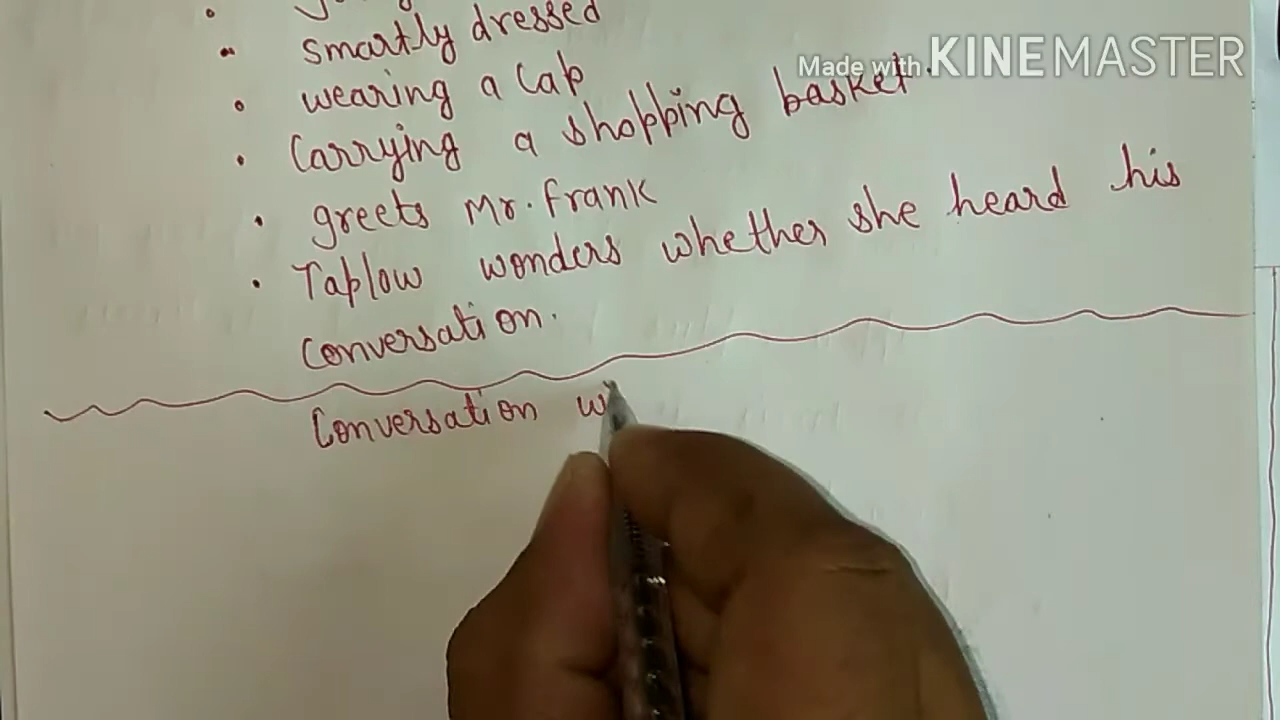 • smartly dressed
Made with KINEMASTER
• wearing a cap
• Carrying a shopping basket.
• greets Mr. Frank
• Taplow wonders whether she heard his
Conversation.
Conversation w